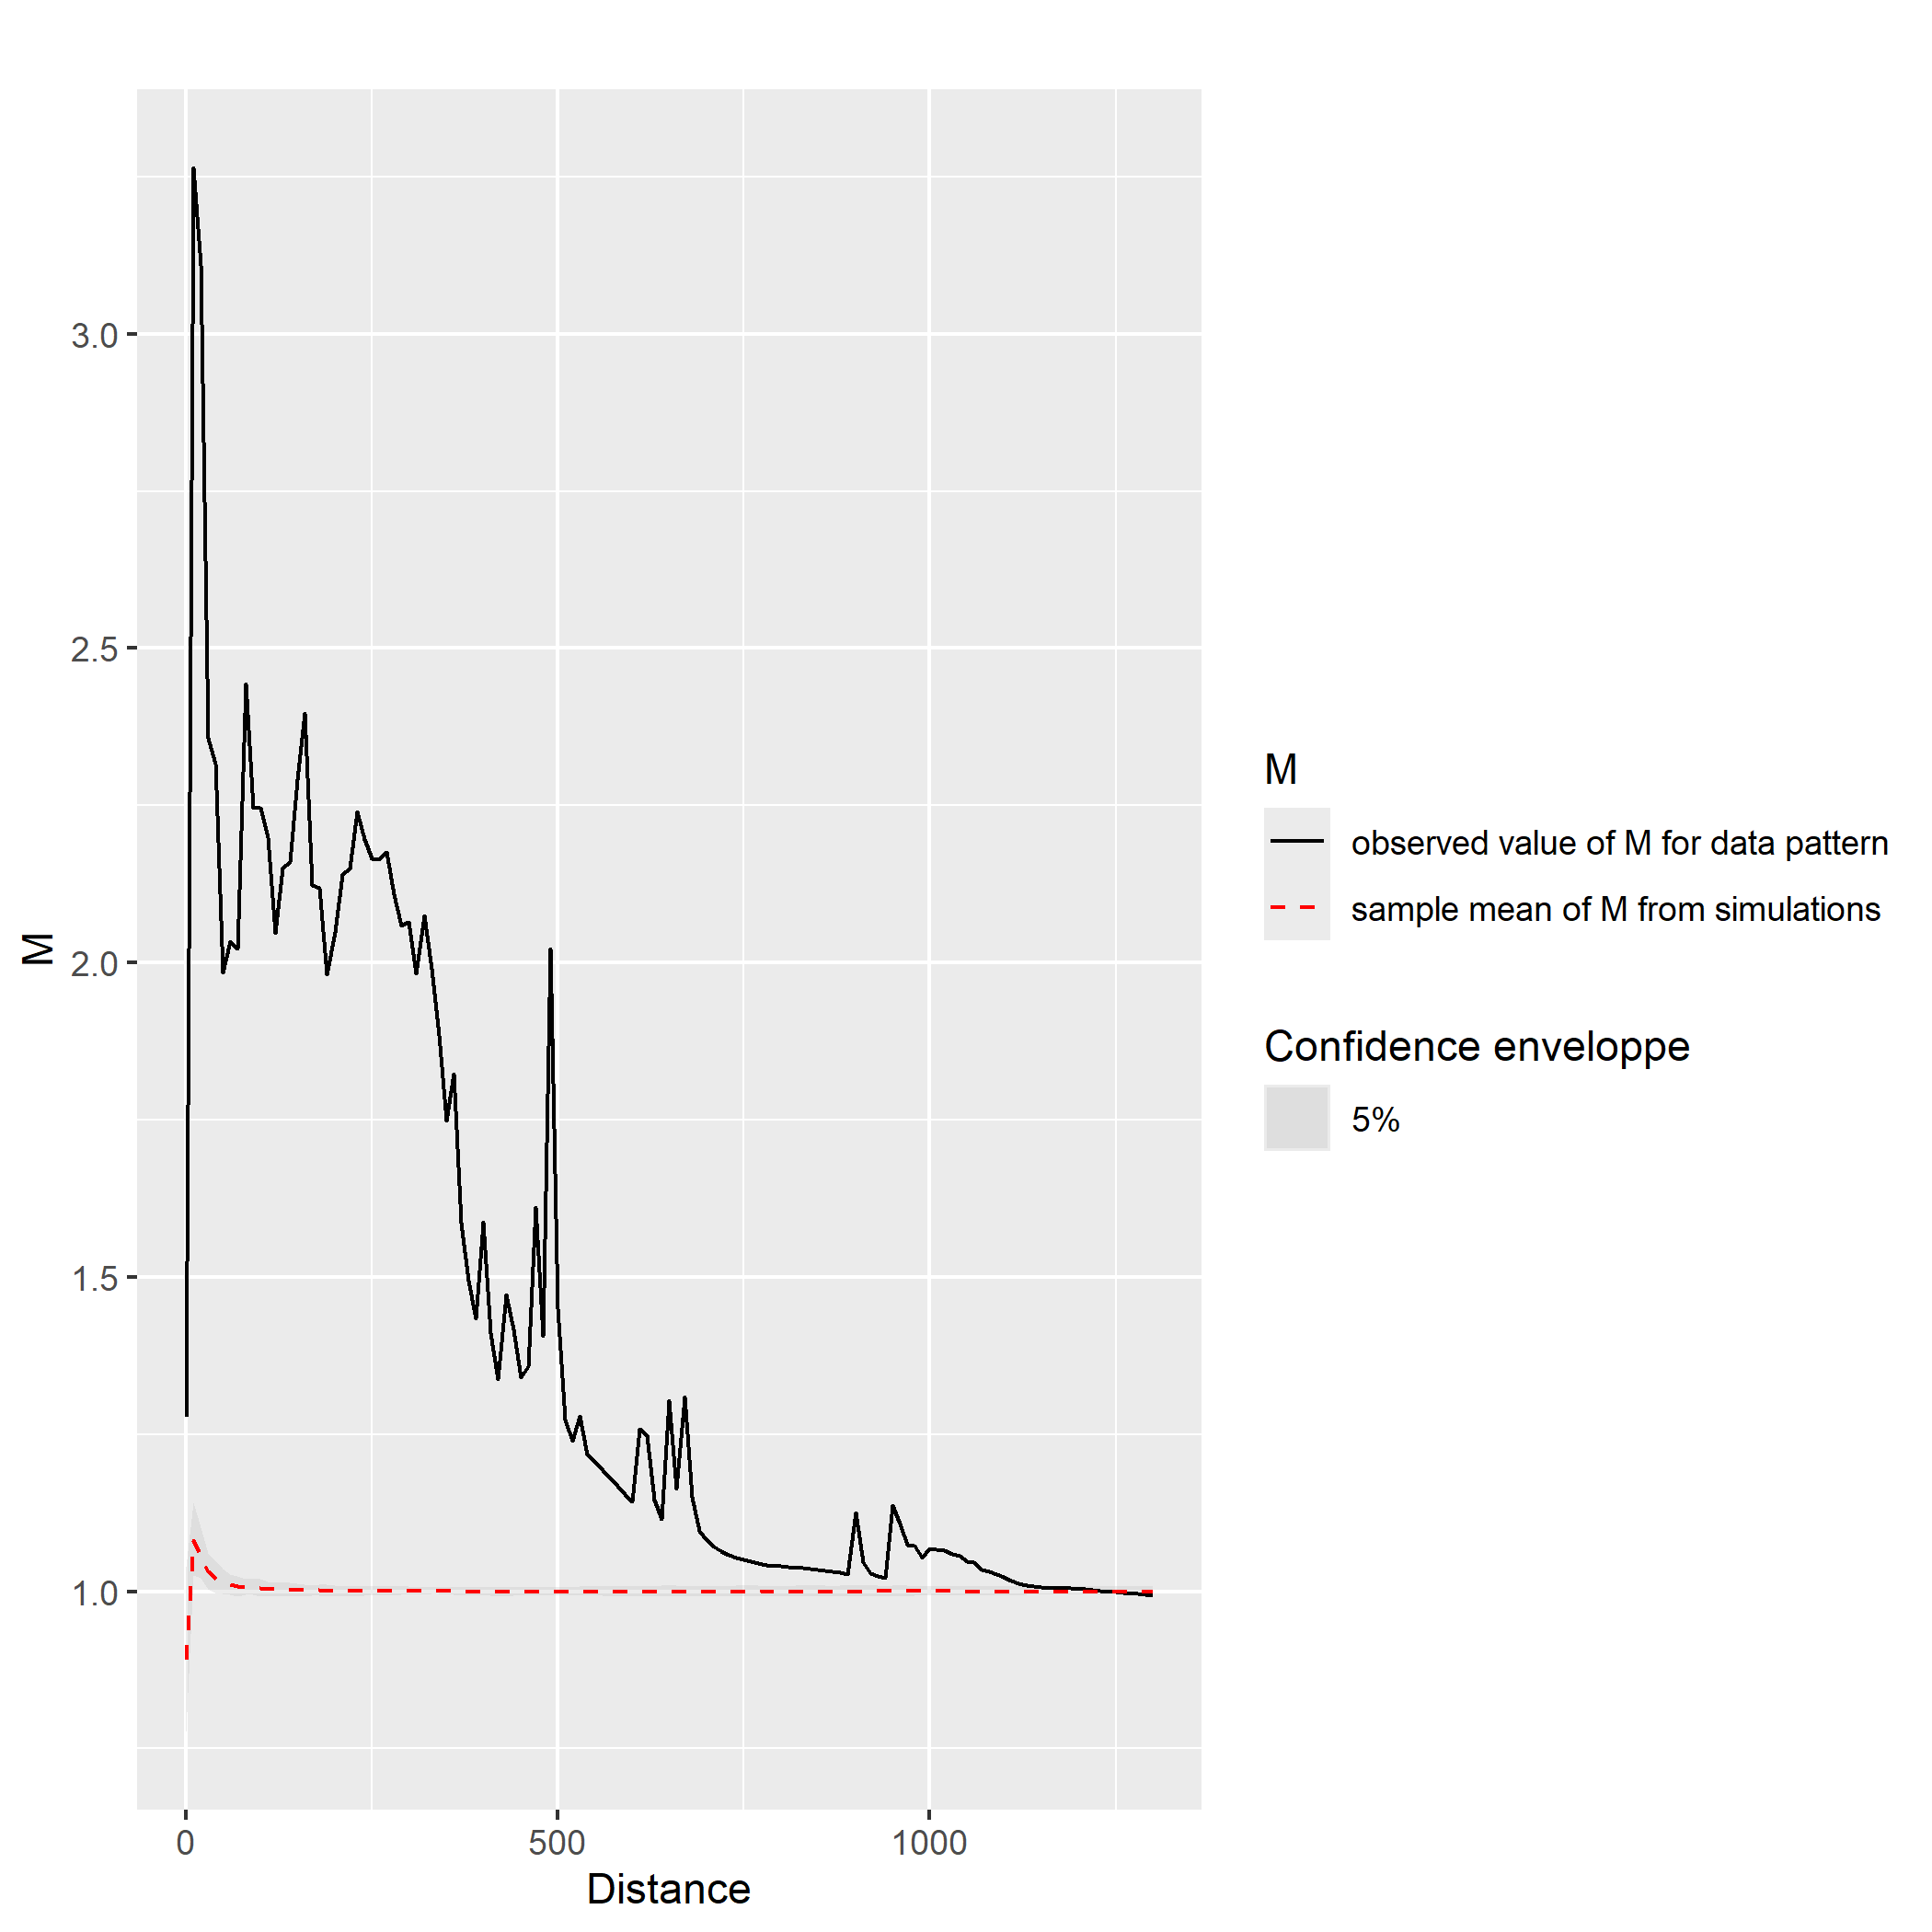 3.0
2.5
2.0
1.5
1.0
M
0
500
1000
Distance
M
observed value of M for data pattern
sample mean of M from simulations
Confidence enveloppe
5%